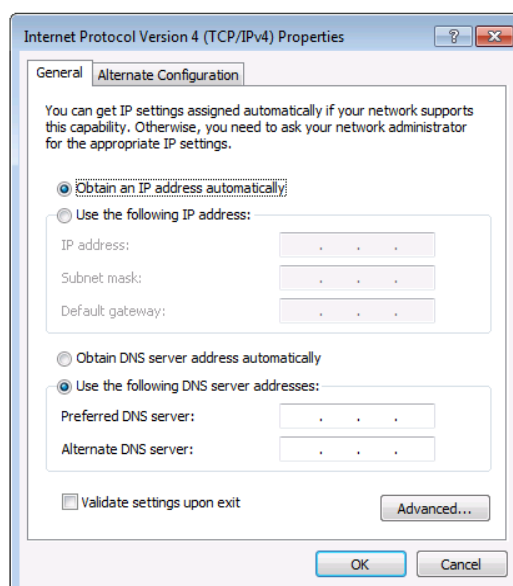 Internet Protocol Version 4 (TCP/IPv4) Properties
General
Alternate Configuration
You can get IP settings assigned automatically if your network supports
this capability. Otherwise, you need to ask your network administrator
for the appropriate IP settings.
Obtain an IP address automatically
Use the following IP address:
IP address:
Subnet mask:
Default gateway:
Obtain DNS server address automatically
Use the following DNS server addresses:
Preferred DNS server:
Alternate DNS server:
Validate settings upon exit
Advanced...
OK
Cancel